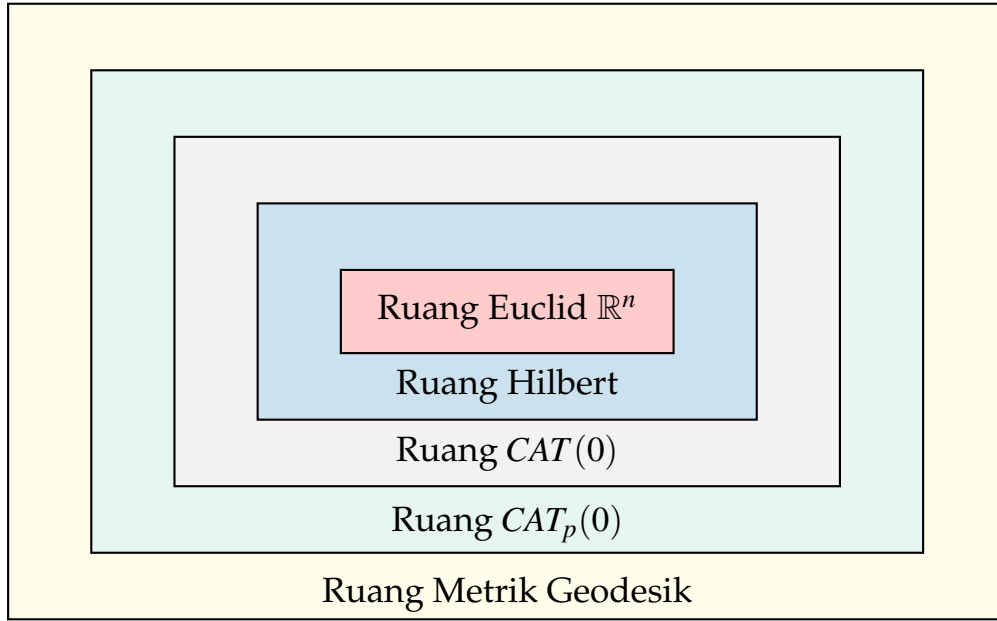 Ruang Euclid ℝⁿ
Ruang Hilbert
Ruang CAT(0)
Ruang CATₚ(0)
Ruang Metrik Geodesik